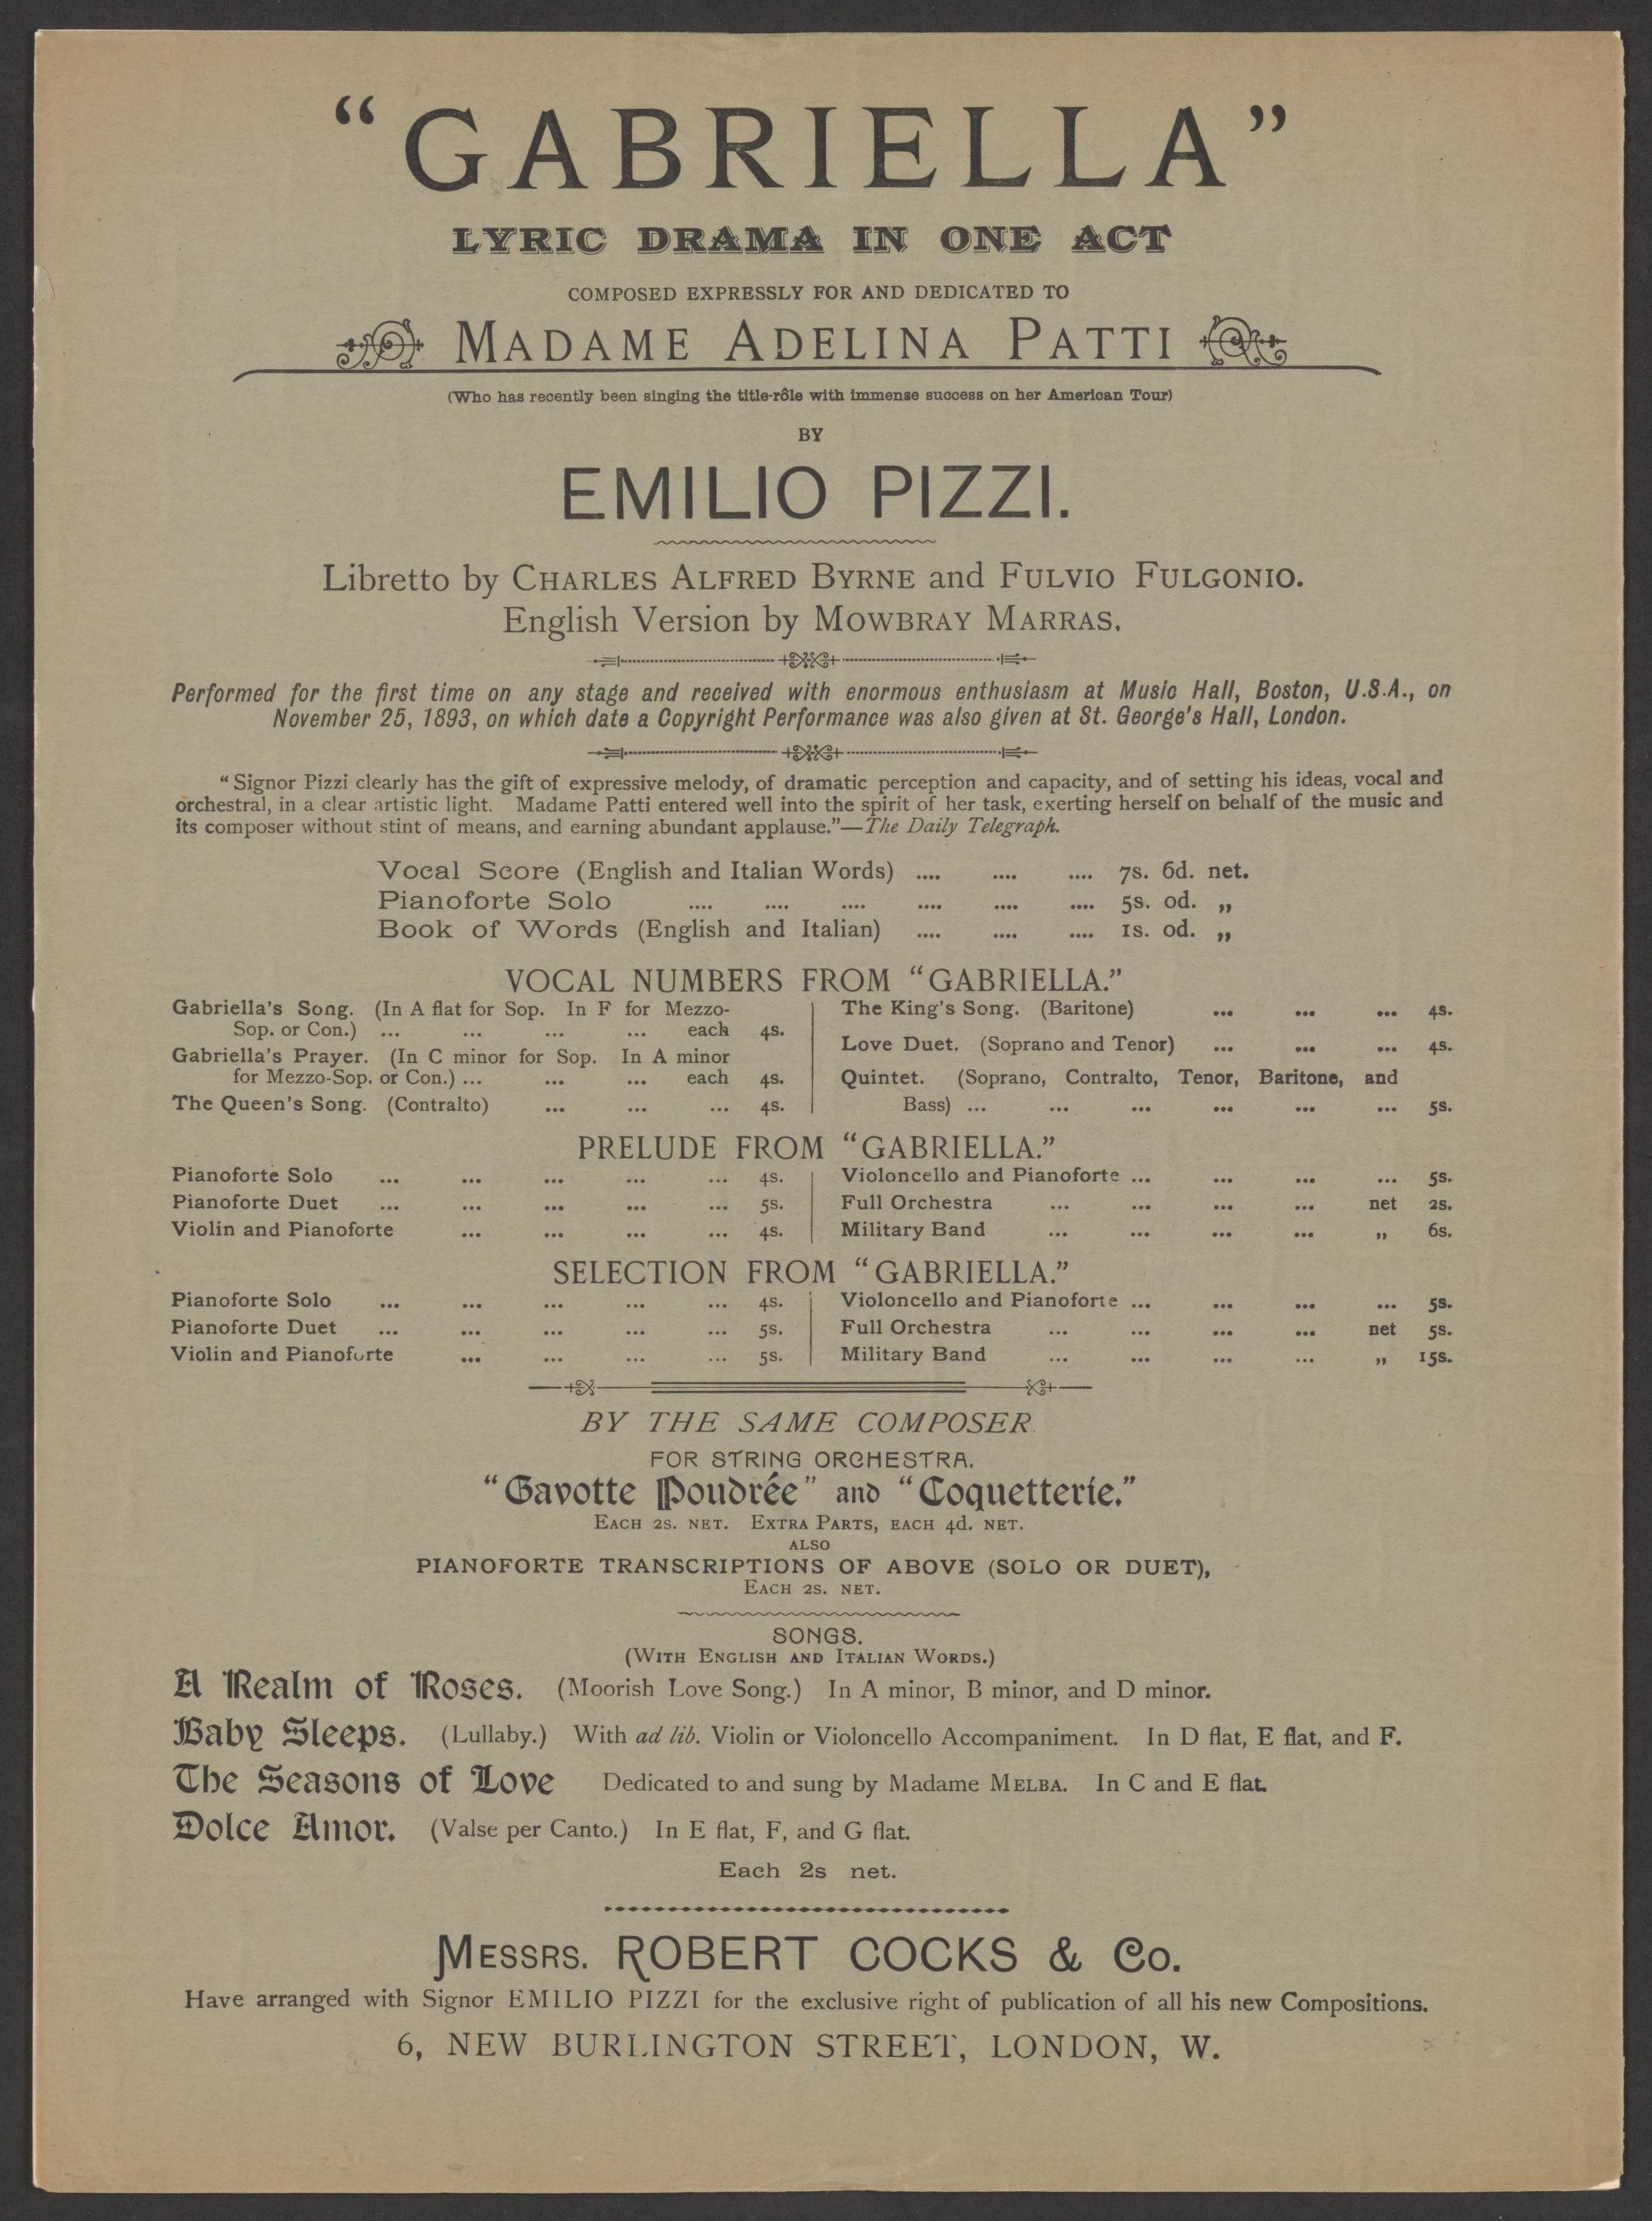 “GABRIELLA”
LYRIC DRAMA IN ONE ACT
COMPOSED EXPRESSLY FOR AND DEDICATED TO
MADAME ADELINA PATTI
(Who has recently been singing the title-rôle with immense success on her American Tour)
BY
EMILIO PIZZI.
Libretto by CHARLES ALFRED BYRNE and FULVIO FULGONIO.
English Version by MOWBRAY MARRAS.
Performed for the first time on any stage and received with enormous enthusiasm at Music Hall, Boston, U.S.A., on
November 25, 1893, on which date a Copyright Performance was also given at St. George's Hall, London.
“Signor Pizzi clearly has the gift of expressive melody, of dramatic perception and capacity, and of setting his ideas, vocal and
orchestral, in a clear artistic light. Madame Patti entered well into the spirit of her task, exerting herself on behalf of the music and
its composer without stint of means, and earning abundant applause.”—The Daily Telegraph.
Vocal Score (English and Italian Words) .... .... .... 7s. 6d. net.
Pianoforte Solo .... .... .... .... .... .... 5s. 0d. „
Book of Words (English and Italian) .... .... .... 1s. 0d. „
VOCAL NUMBERS FROM “GABRIELLA.”
Gabriella's Song. (In A flat for Sop. In F for Mezzo-
Sop. or Con.) ... ... ... ... each 4s.
Gabriella's Prayer. (In C minor for Sop. In A minor
for Mezzo-Sop. or Con.) ... ... ... each 4s.
The Queen's Song. (Contralto) ... ... ... 4s.
The King's Song. (Baritone) ... ... ... 4s.
Love Duet. (Soprano and Tenor) ... ... ... 4s.
Quintet. (Soprano, Contralto, Tenor, Baritone, and
Bass) ... ... ... ... ... ... 5s.
PRELUDE FROM “GABRIELLA.”
Pianoforte Solo ... ... ... ... ... 4s.
Pianoforte Duet ... ... ... ... ... 5s.
Violin and Pianoforte ... ... ... ... 4s.
Violoncello and Pianoforte ... ... ... ... 5s.
Full Orchestra ... ... ... ... net 2s.
Military Band ... ... ... ... „ 6s.
SELECTION FROM “GABRIELLA.”
Pianoforte Solo ... ... ... ... ... 4s.
Pianoforte Duet ... ... ... ... ... 5s.
Violin and Pianoforte ... ... ... ... 5s.
Violoncello and Pianoforte ... ... ... ... 5s.
Full Orchestra ... ... ... ... net 5s.
Military Band ... ... ... ... „ 15s.
BY THE SAME COMPOSER.
FOR STRING ORCHESTRA.
“Gavotte Poudrée” and “Coquetterie.”
EACH 2S. NET. EXTRA PARTS, EACH 4d. NET.
ALSO
PIANOFORTE TRANSCRIPTIONS OF ABOVE (SOLO OR DUET),
EACH 2S. NET.
SONGS.
(WITH ENGLISH AND ITALIAN WORDS.)
A Realm of Roses. (Moorish Love Song.) In A minor, B minor, and D minor.
Baby Sleeps. (Lullaby.) With ad lib. Violin or Violoncello Accompaniment. In D flat, E flat, and F.
The Seasons of Love Dedicated to and sung by Madame MELBA. In C and E flat.
Dolce Amor. (Valse per Canto.) In E flat, F, and G flat.
Each 2s net.
MESSRS. ROBERT COCKS & Co.
Have arranged with Signor EMILIO PIZZI for the exclusive right of publication of all his new Compositions.
6, NEW BURLINGTON STREET, LONDON, W.